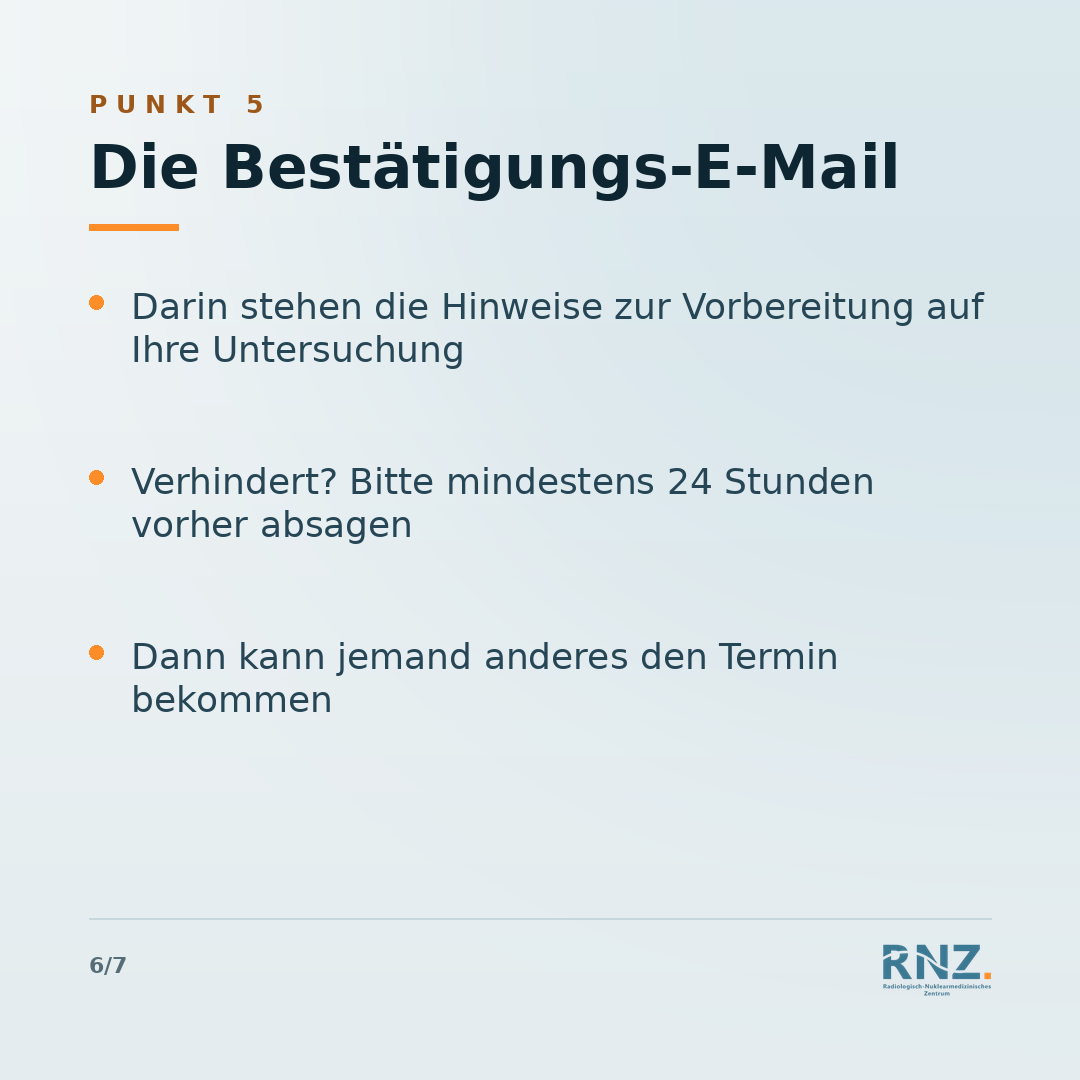 PUNKT 5
Die Bestätigungs-E-Mail
Darin stehen die Hinweise zur Vorbereitung auf
Ihre Untersuchung
Verhindert? Bitte mindestens 24 Stunden
vorher absagen
Dann kann jemand anderes den Termin
bekommen
6/7
RNZ.
Radiologisch-Nuklearmedizinisches
Zentrum